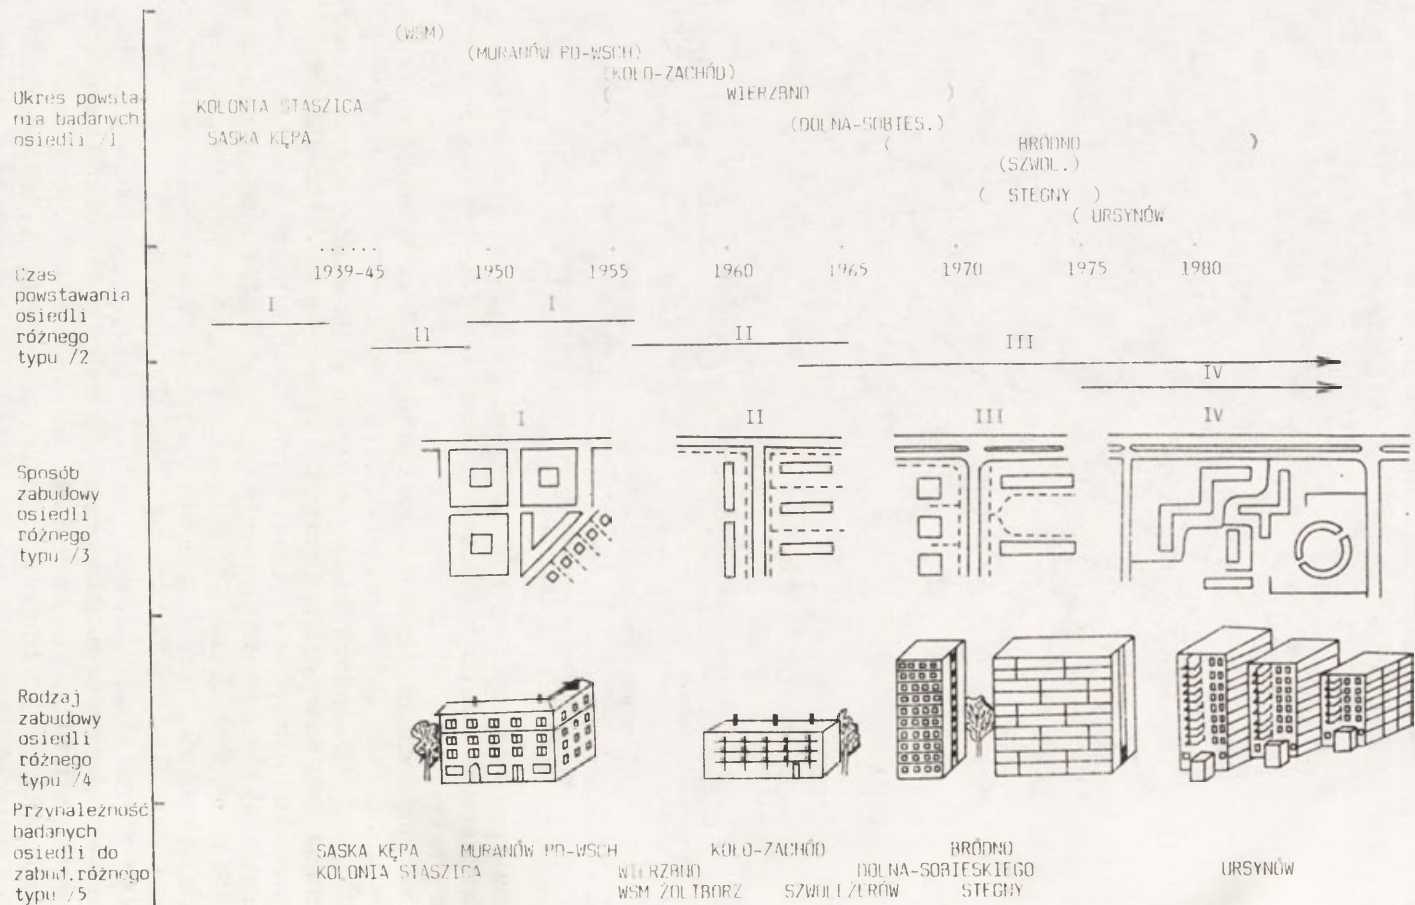 (WSM)
(MURANÓW PD-WSCH)
(KOŁO-ZACHÓD)
Okres powsta
nia badanych
osiedli /1
( WIERZBNO )
KOLONIA STASZICA
SASKA KĘPA
(DOLNA-SOBIES.)
( BRÓDNO )
(SZWOL.)
( STEGNY )
( URSYNÓW
1939-45 1950 1955 1960 1965 1970 1975 1980
Czas
powstawania
osiedli
różnego
typu /2
I I
II II III
IV
I II III IV
Sposób
zabudowy
osiedli
różnego
typu /3
Rodzaj
zabudowy
osiedli
różnego
typu /4
Przynależność
badanych
osiedli do
zabud.różnego
typu /5
SASKA KĘPA MURANÓW PD-WSCH KOŁO-ZACHÓD BRÓDNO
KOLONIA STASZICA WIERZBNO DOLNA-SOBIESKIEGO URSYNÓW
WSM ŻOLIBORZ SZWOLEŻERÓW STEGNY